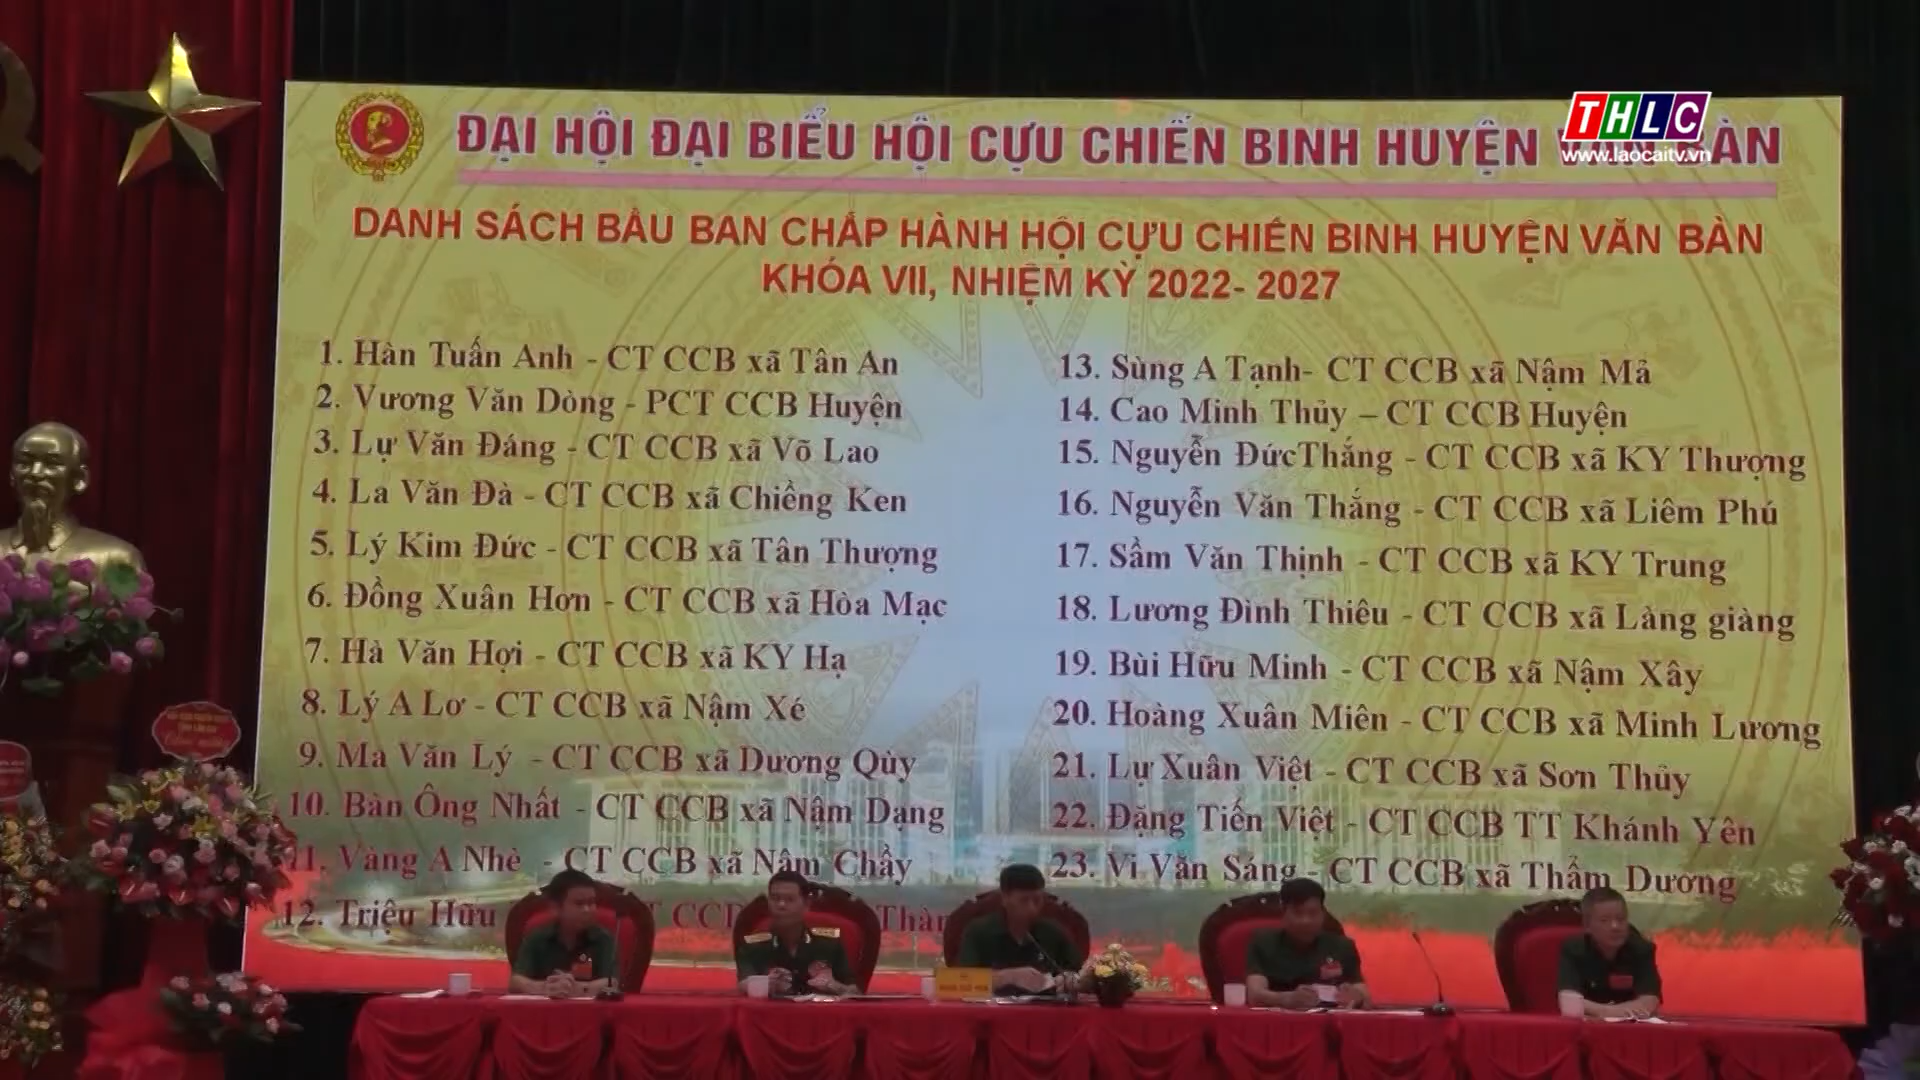 THLC
www.laocaitv.vn
ĐẠI HỘI ĐẠI BIỂU HỘI CỰU CHIẾN BINH HUYỆN BÀN
DANH SÁCH BẦU BAN CHẤP HÀNH HỘI CỰU CHIẾN BINH HUYỆN VĂN BÀN
KHÓA VII, NHIỆM KỲ 2022- 2027
1. Hàn Tuấn Anh - CT CCB xã Tân An
2. Vương Văn Dòng - PCT CCB Huyện
3. Lự Văn Đáng - CT CCB xã Võ Lao
4. La Văn Đà - CT CCB xã Chiềng Ken
5. Lý Kim Đức - CT CCB xã Tân Thượng
6. Đồng Xuân Hơn - CT CCB xã Hòa Mạc
7. Hà Văn Hợi - CT CCB xã KY Hạ
8. Lý A Lơ - CT CCB xã Nậm Xé
9. Ma Văn Lý - CT CCB xã Dương Qùy
10. Bàn Ông Nhất - CT CCB xã Nậm Dạng
11. Vàng A Nhè - CT CCB xã Nậm Chầy
12. Triệu Hữu CCB
13. Sùng A Tạnh- CT CCB xã Nậm Mả
14. Cao Minh Thủy – CT CCB Huyện
15. Nguyễn ĐứcThắng - CT CCB xã KY Thượng
16. Nguyễn Văn Thắng - CT CCB xã Liêm Phú
17. Sầm Văn Thịnh - CT CCB xã KY Trung
18. Lương Đình Thiêu - CT CCB xã Làng giàng
19. Bùi Hữu Minh - CT CCB xã Nậm Xây
20. Hoàng Xuân Miên - CT CCB xã Minh Lương
21. Lự Xuân Việt - CT CCB xã Sơn Thủy
22. Đặng Tiến Việt - CT CCB TT Khánh Yên
23. Vi Văn Sáng - CT CCB xã Thẩm Dương